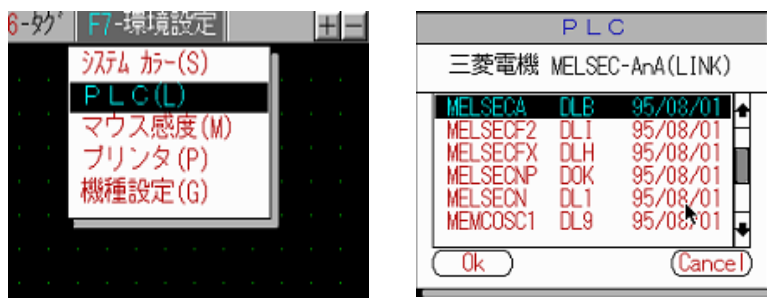 6-ﾀｸﾞ F7-環境設定 + −
ｼｽﾃﾑ ｶﾗｰ(S)
ＰＬＣ(L)
マウス感度(M)
プリンタ(P)
機種設定(G)
ＰＬＣ
三菱電機 MELSEC-AnA(LINK)
MELSECA DLB 95/08/01
MELSECF2 DLI 95/08/01
MELSECFX DLH 95/08/01
MELSECNP DOK 95/08/01
MELSECN DL1 95/08/01
MEMCOSC1 DL9 95/08/01
Ok Cancel